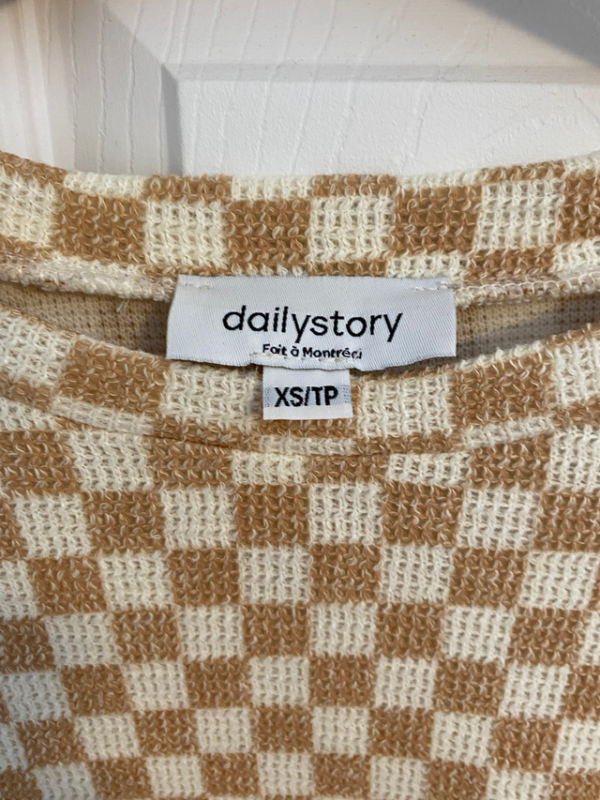 dailystory
Fait à Montréal
XS/TP